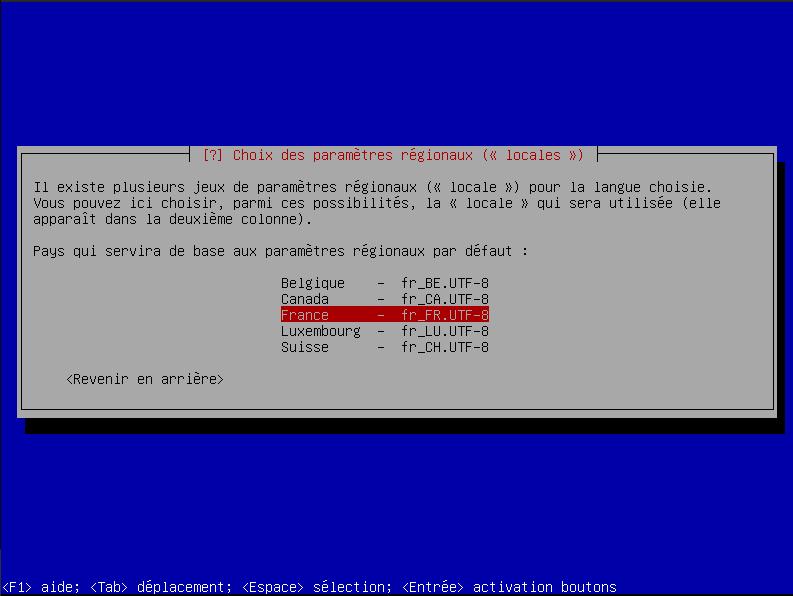 [?] Choix des paramètres régionaux (« locales »)
Il existe plusieurs jeux de paramètres régionaux (« locale ») pour la langue choisie.
Vous pouvez ici choisir, parmi ces possibilités, la « locale » qui sera utilisée (elle
apparaît dans la deuxième colonne).
Pays qui servira de base aux paramètres régionaux par défaut :
Belgique - fr_BE.UTF-8
Canada - fr_CA.UTF-8
France - fr_FR.UTF-8
Luxembourg - fr_LU.UTF-8
Suisse - fr_CH.UTF-8
<Revenir en arrière>
<F1> aide; <Tab> déplacement; <Espace> sélection; <Entrée> activation boutons